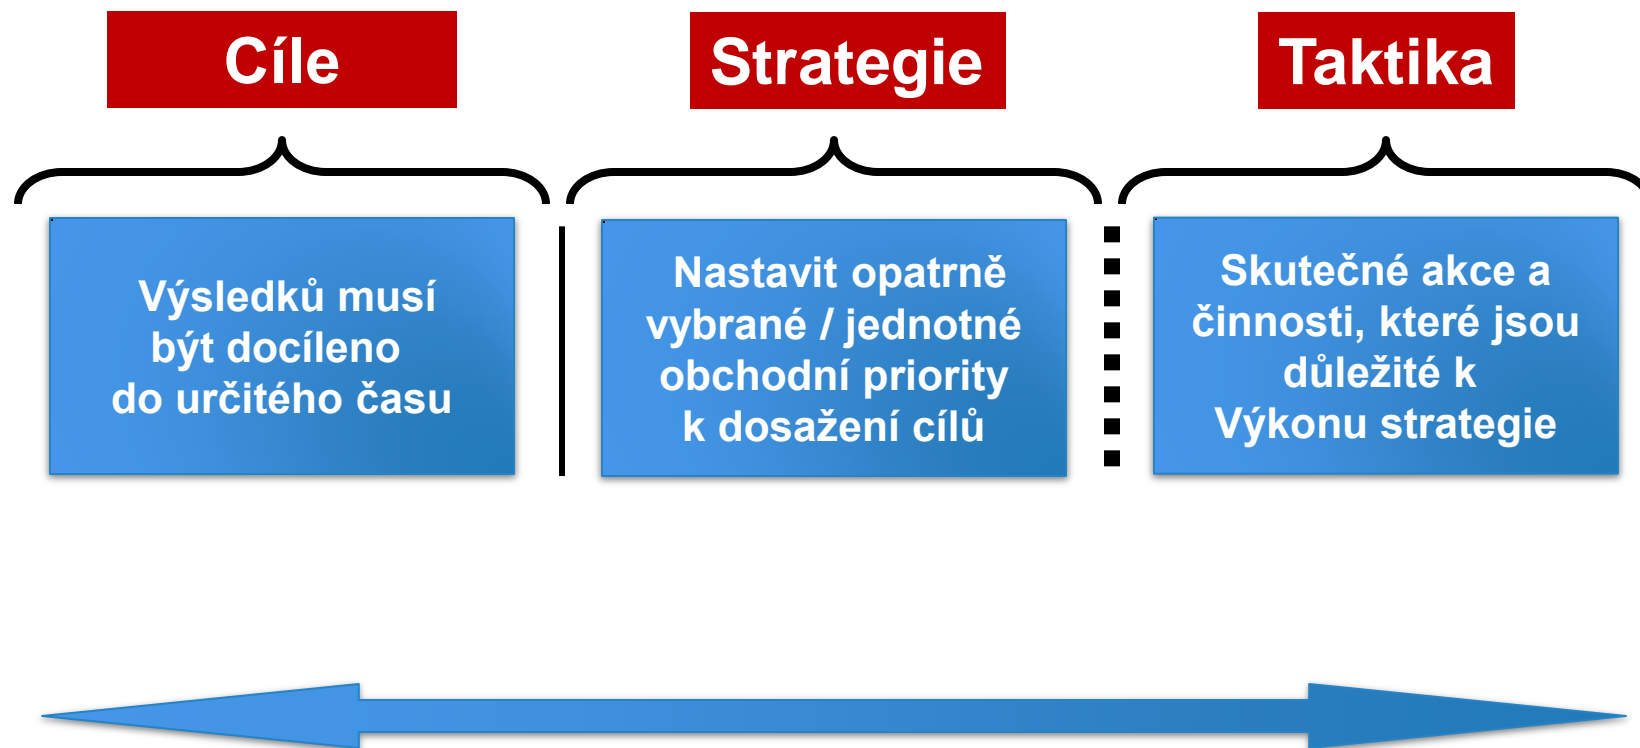 Cíle
Strategie
Taktika
Výsledků musí
být docíleno
do určitého času
Nastavit opatrně
vybrané / jednotné
obchodní priority
k dosažení cílů
Skutečné akce a
činnosti, které jsou
důležité k
Výkonu strategie